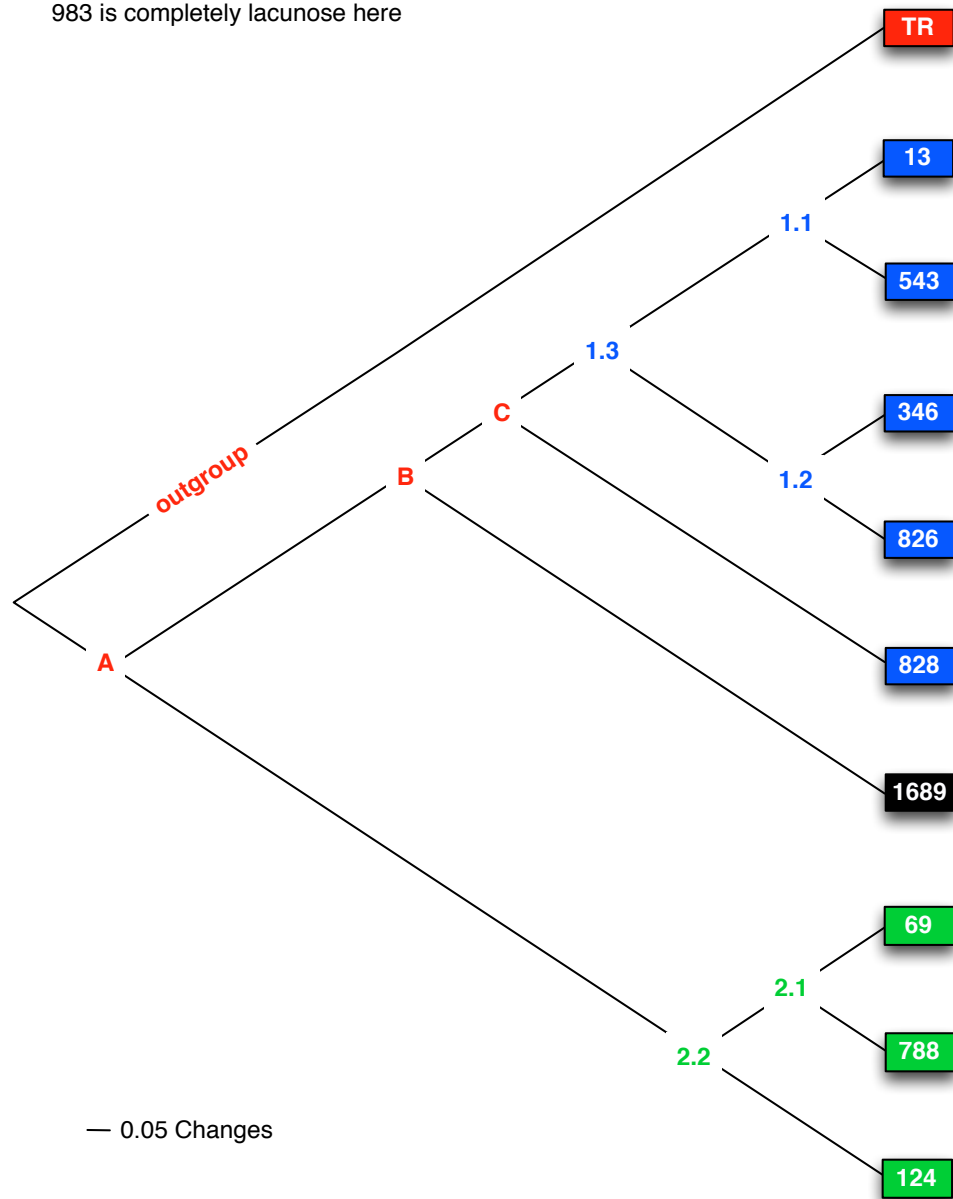 983 is completely lacunose here
TR
13
1.1
543
1.3
346
C
outgroup
B
1.2
826
A
828
1689
69
2.1
788
2.2
0.05 Changes
124